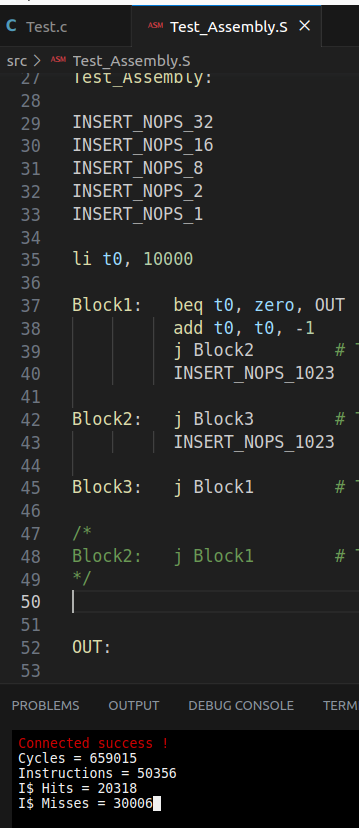 C Test.c ASM Test_Assembly.S ×
src > ASM Test_Assembly.S
27 Test_Assembly:
28
29 INSERT_NOPS_32
30 INSERT_NOPS_16
31 INSERT_NOPS_8
32 INSERT_NOPS_2
33 INSERT_NOPS_1
34
35 li t0, 10000
36
37 Block1: beq t0, zero, OUT
38 add t0, t0, -1
39 j Block2 # T
40 INSERT_NOPS_1023
41
42 Block2: j Block3 # T
43 INSERT_NOPS_1023
44
45 Block3: j Block1 # T
46
47 /*
48 Block2: j Block1 # T
49 */
50
51
52 OUT:
53
PROBLEMS OUTPUT DEBUG CONSOLE TERM
Connected success !
Cycles = 659015
Instructions = 50356
I$ Hits = 20318
I$ Misses = 30006